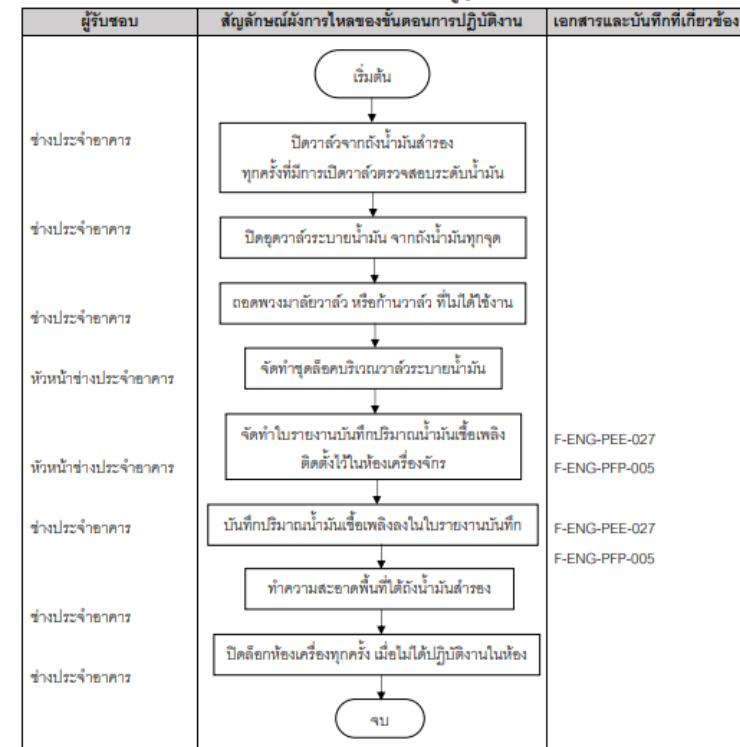 ผู้รับชอบ
สัญลักษณ์ผังการไหลของขั้นตอนการปฏิบัติงาน
เอกสารและบันทึกที่เกี่ยวข้อง
เริ่มต้น
ช่างประจำอาคาร
ปิดวาล์วจากถังน้ำมันสำรอง
ทุกครั้งที่มีการเปิดวาล์วตรวจสอบระดับน้ำมัน
ช่างประจำอาคาร
ปิดอุดวาล์วระบายน้ำมัน จากถังน้ำมันทุกจุด
ถอดพวงมาลัยวาล์ว หรือก้านวาล์ว ที่ไม่ได้ใช้งาน
ช่างประจำอาคาร
จัดทำชุดล็อคบริเวณวาล์วระบายน้ำมัน
หัวหน้าช่างประจำอาคาร
จัดทำใบรายงานบันทึกปริมาณน้ำมันเชื้อเพลิง
ติดตั้งไว้ในห้องเครื่องจักร
F-ENG-PEE-027
หัวหน้าช่างประจำอาคาร
F-ENG-PFP-005
ช่างประจำอาคาร
บันทึกปริมาณน้ำมันเชื้อเพลิงลงในใบรายงานบันทึก
F-ENG-PEE-027
F-ENG-PFP-005
ทำความสะอาดพื้นที่ใต้ถังน้ำมันสำรอง
ช่างประจำอาคาร
ปิดล็อกห้องเครื่องทุกครั้ง เมื่อไม่ได้ปฏิบัติงานในห้อง
ช่างประจำอาคาร
จบ